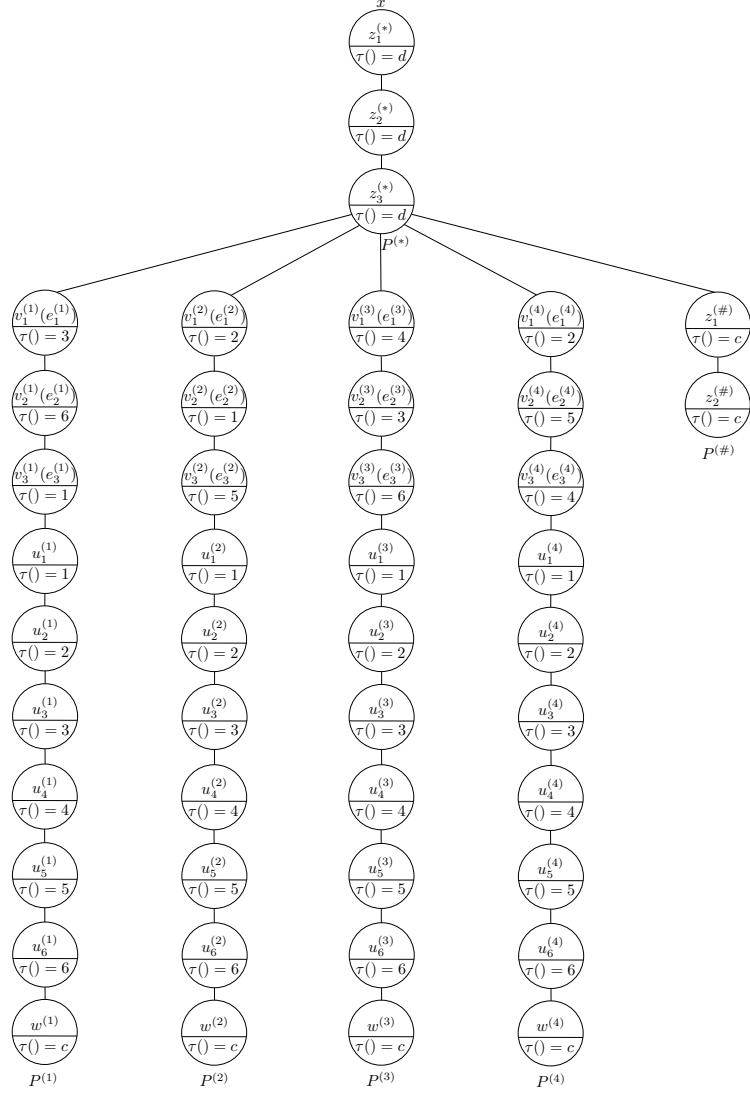 x
z_1^{(*)}
τ() = d
z_2^{(*)}
τ() = d
z_3^{(*)}
τ() = d
P^{(*)}
v_1^{(1)}(e_1^{(1)}) v_1^{(2)}(e_1^{(2)}) v_1^{(3)}(e_1^{(3)}) v_1^{(4)}(e_1^{(4)}) z_1^{(#)}
τ() = 3 τ() = 2 τ() = 4 τ() = 2 τ() = c
v_2^{(1)}(e_2^{(1)}) v_2^{(2)}(e_2^{(2)}) v_2^{(3)}(e_2^{(3)}) v_2^{(4)}(e_2^{(4)}) z_2^{(#)}
τ() = 6 τ() = 1 τ() = 3 τ() = 5 τ() = c
P^{(#)}
v_3^{(1)}(e_3^{(1)}) v_3^{(2)}(e_3^{(2)}) v_3^{(3)}(e_3^{(3)}) v_3^{(4)}(e_3^{(4)})
τ() = 1 τ() = 5 τ() = 6 τ() = 4
u_1^{(1)} u_1^{(2)} u_1^{(3)} u_1^{(4)}
τ() = 1 τ() = 1 τ() = 1 τ() = 1
u_2^{(1)} u_2^{(2)} u_2^{(3)} u_2^{(4)}
τ() = 2 τ() = 2 τ() = 2 τ() = 2
u_3^{(1)} u_3^{(2)} u_3^{(3)} u_3^{(4)}
τ() = 3 τ() = 3 τ() = 3 τ() = 3
u_4^{(1)} u_4^{(2)} u_4^{(3)} u_4^{(4)}
τ() = 4 τ() = 4 τ() = 4 τ() = 4
u_5^{(1)} u_5^{(2)} u_5^{(3)} u_5^{(4)}
τ() = 5 τ() = 5 τ() = 5 τ() = 5
u_6^{(1)} u_6^{(2)} u_6^{(3)} u_6^{(4)}
τ() = 6 τ() = 6 τ() = 6 τ() = 6
w^{(1)} w^{(2)} w^{(3)} w^{(4)}
τ() = c τ() = c τ() = c τ() = c
P^{(1)} P^{(2)} P^{(3)} P^{(4)}